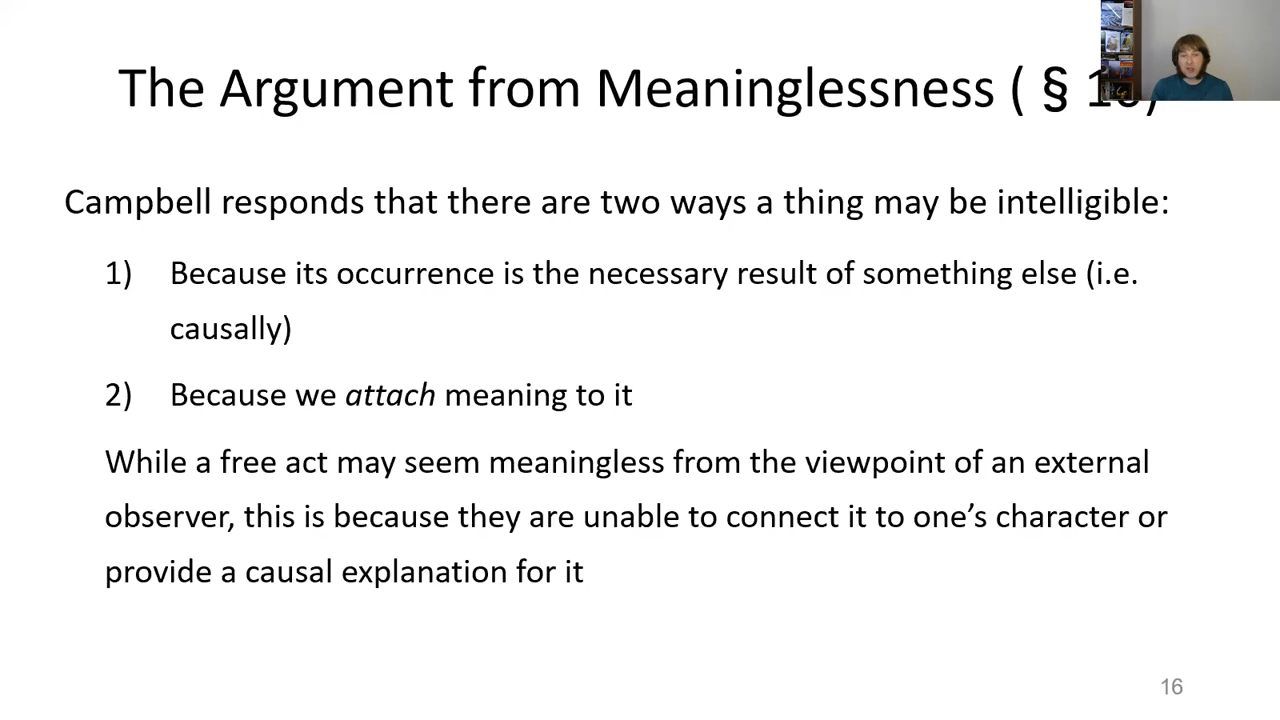 The Argument from Meaninglessness ( §
Campbell responds that there are two ways a thing may be intelligible:
1) Because its occurrence is the necessary result of something else (i.e.
causally)
2) Because we attach meaning to it
While a free act may seem meaningless from the viewpoint of an external
observer, this is because they are unable to connect it to one’s character or
provide a causal explanation for it
16